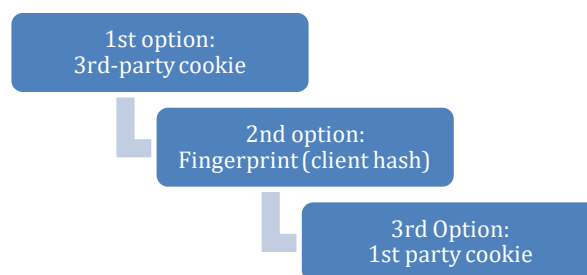 1st option:
3rd-party cookie
2nd option:
Fingerprint (client hash)
3rd Option:
1st party cookie